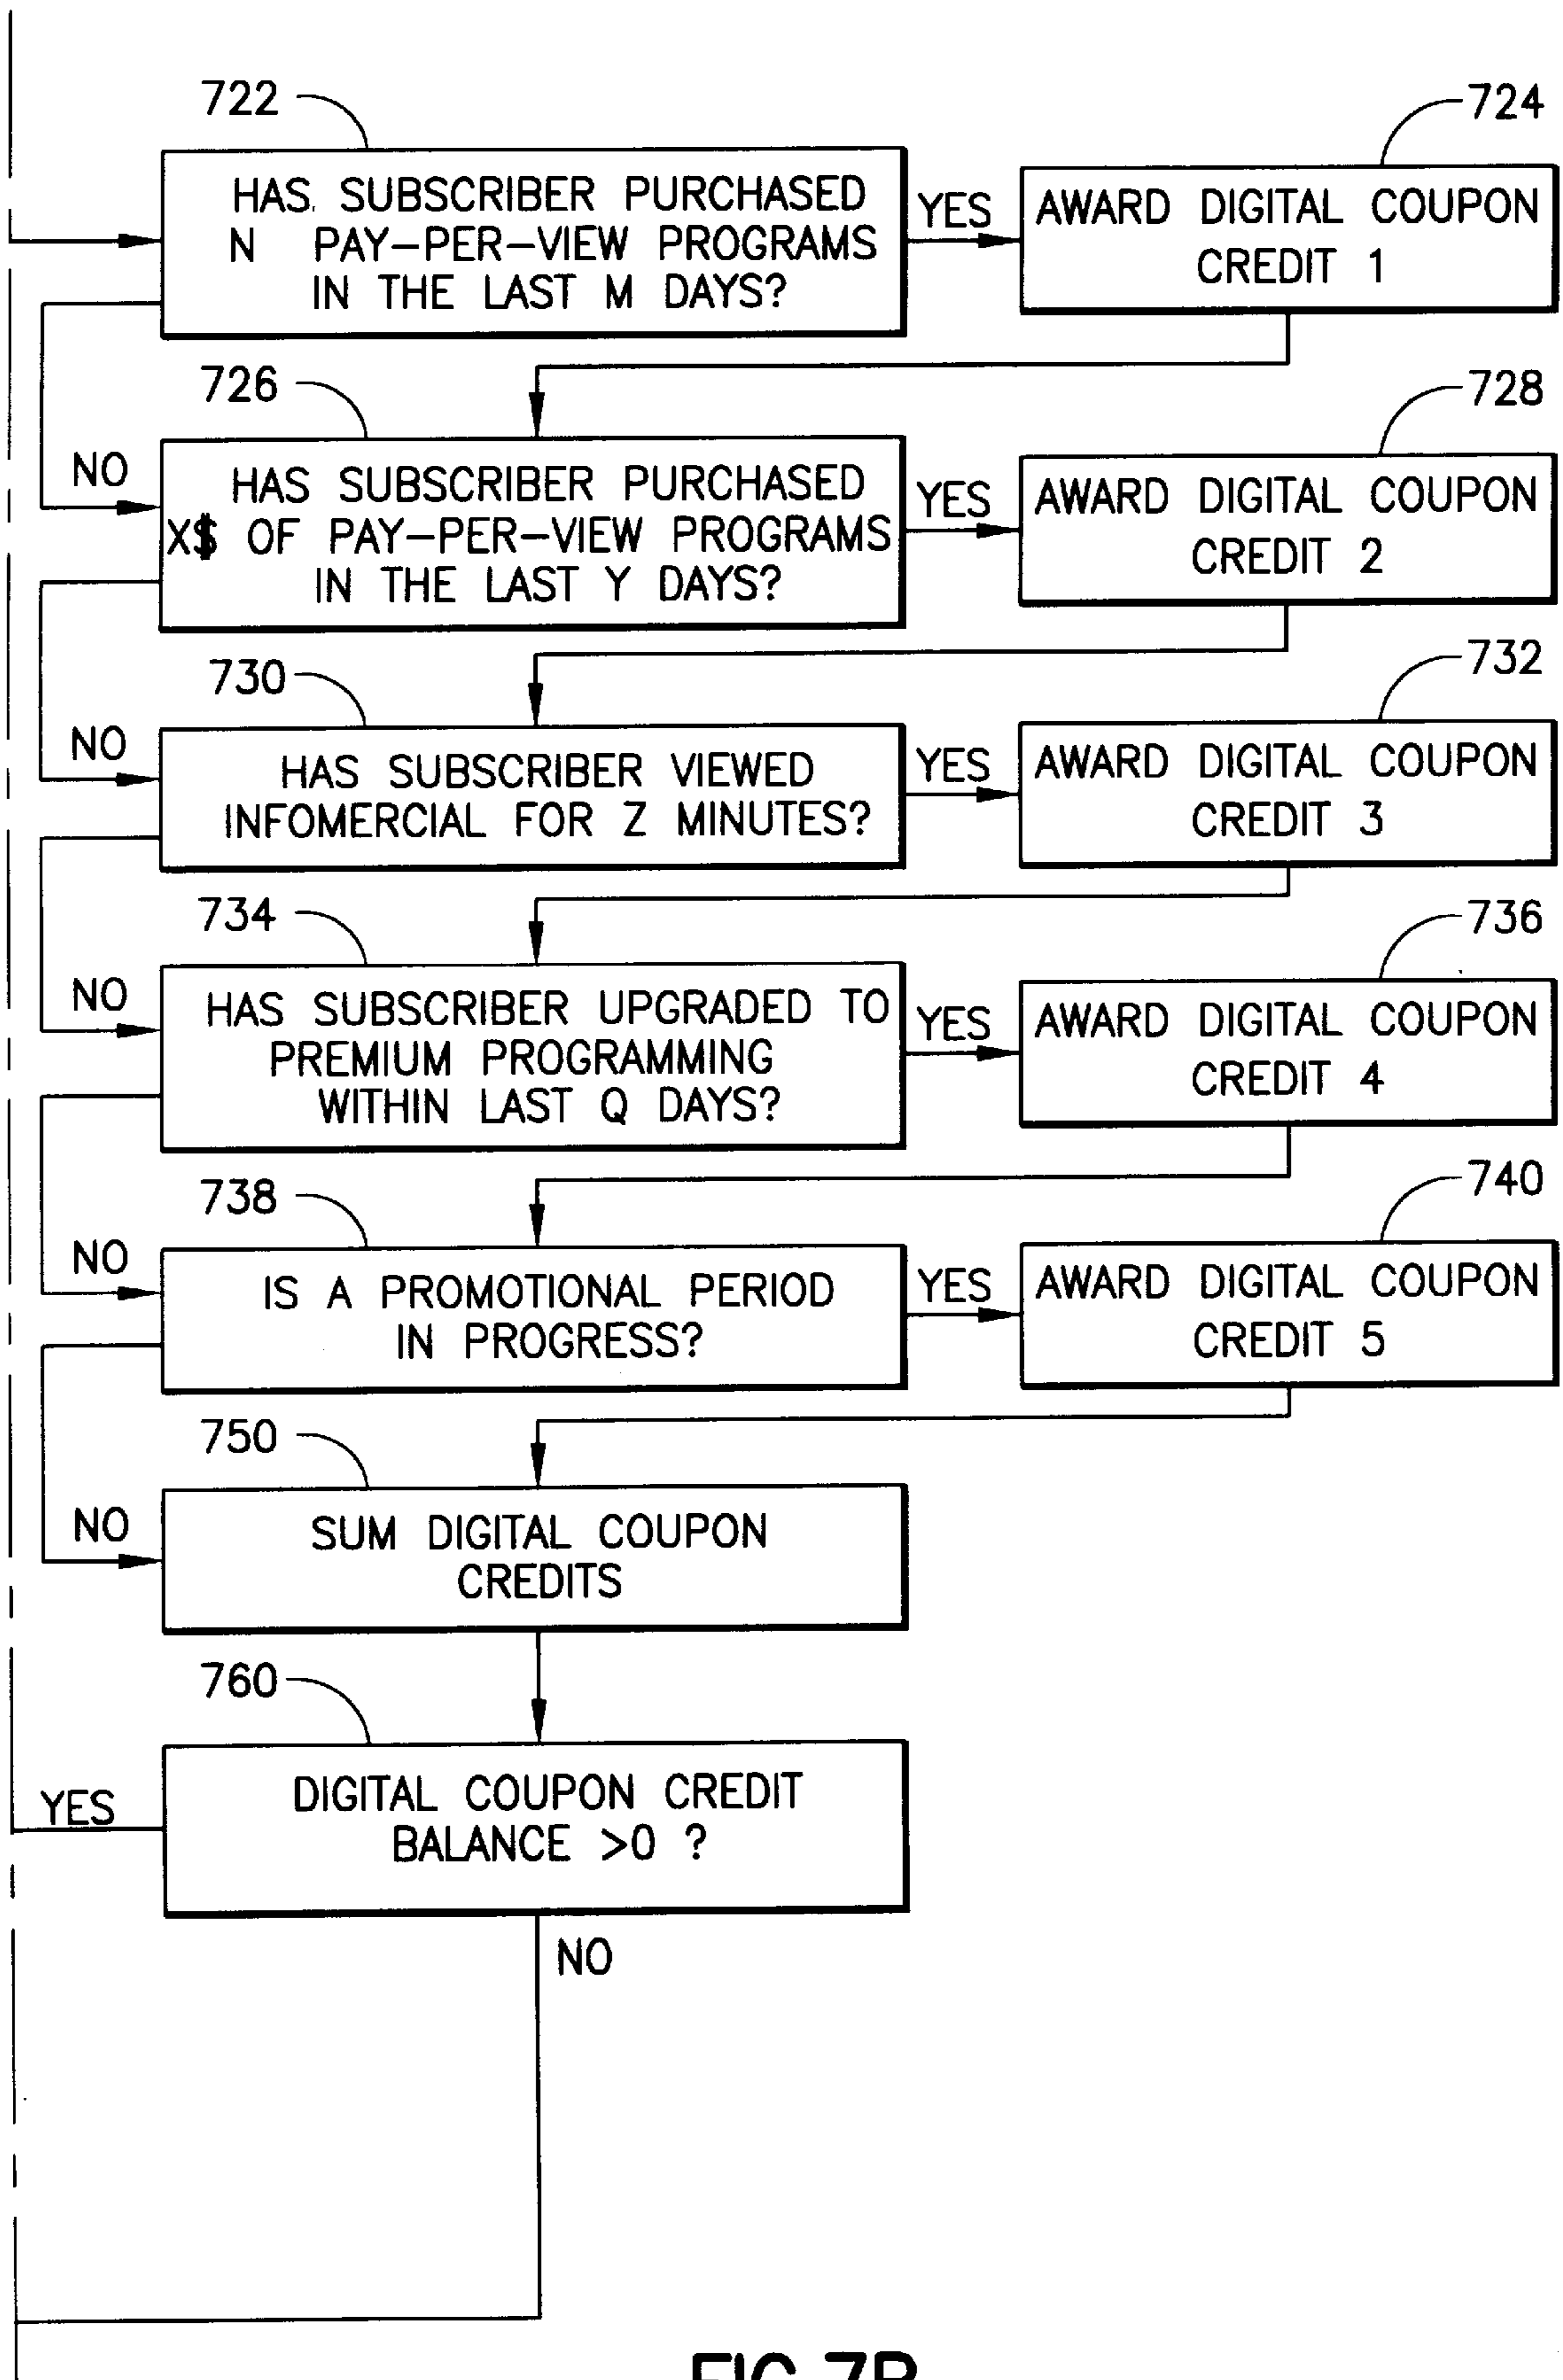 722
724
HAS SUBSCRIBER PURCHASED
N PAY-PER-VIEW PROGRAMS
IN THE LAST M DAYS?
YES
AWARD DIGITAL COUPON
CREDIT 1
726
728
NO
HAS SUBSCRIBER PURCHASED
X$ OF PAY-PER-VIEW PROGRAMS
IN THE LAST Y DAYS?
YES
AWARD DIGITAL COUPON
CREDIT 2
730
732
NO
HAS SUBSCRIBER VIEWED
INFOMERCIAL FOR Z MINUTES?
YES
AWARD DIGITAL COUPON
CREDIT 3
734
736
NO
HAS SUBSCRIBER UPGRADED TO
PREMIUM PROGRAMMING
WITHIN LAST Q DAYS?
YES
AWARD DIGITAL COUPON
CREDIT 4
738
740
NO
IS A PROMOTIONAL PERIOD
IN PROGRESS?
YES
AWARD DIGITAL COUPON
CREDIT 5
750
NO
SUM DIGITAL COUPON
CREDITS
760
YES
DIGITAL COUPON CREDIT
BALANCE >0 ?
NO
FIG.7B